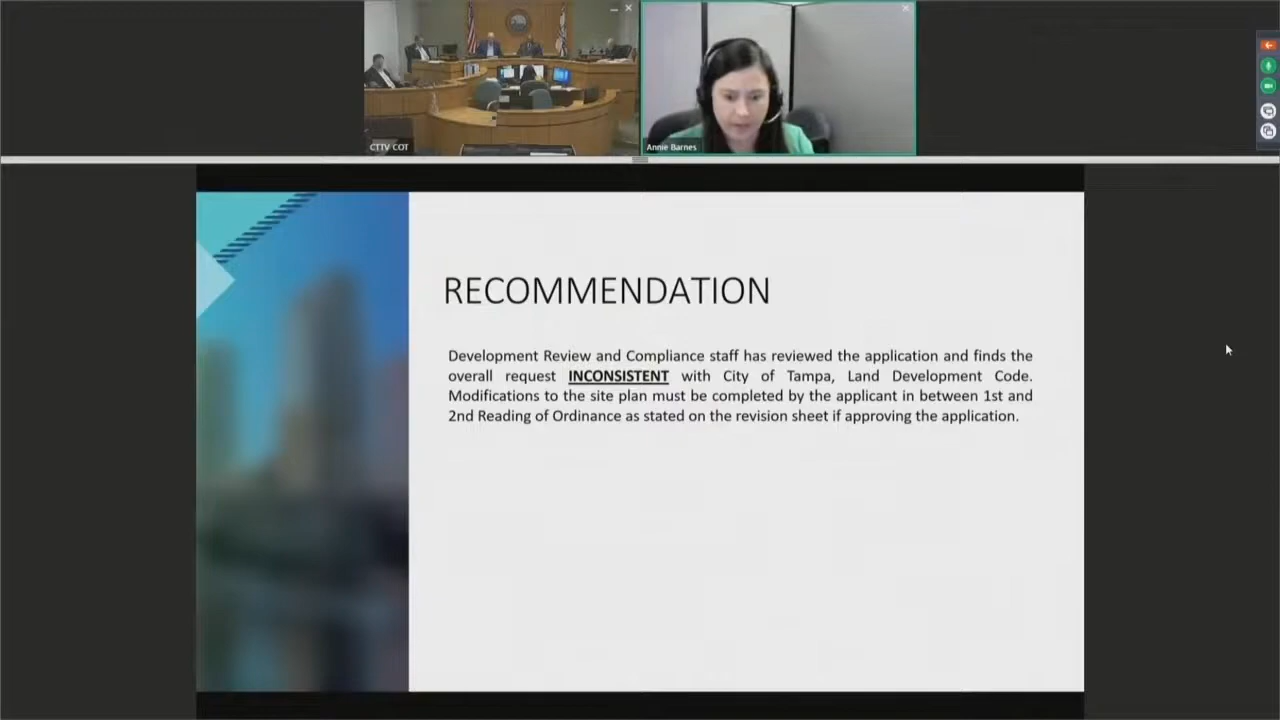 CTTV COT
Annie Barnes
RECOMMENDATION
Development Review and Compliance staff has reviewed the application and finds the
overall request INCONSISTENT with City of Tampa, Land Development Code.
Modifications to the site plan must be completed by the applicant in between 1st and
2nd Reading of Ordinance as stated on the revision sheet if approving the application.